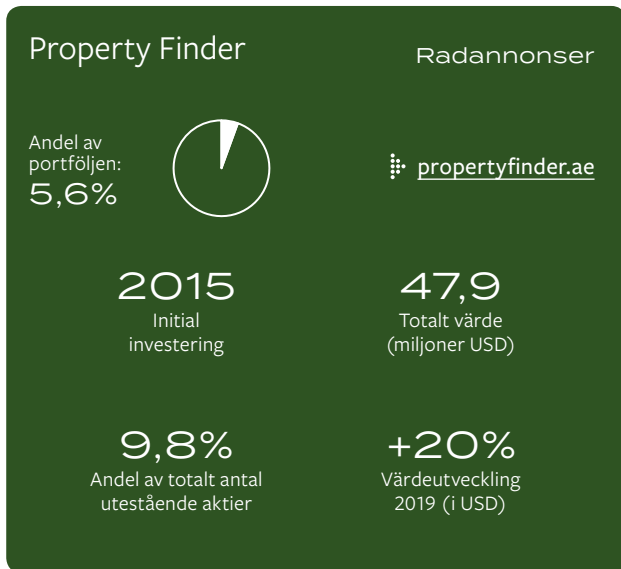 Property Finder
Radannonser
Andel av
portföljen:
5,6%
propertyfinder.ae
2015
Initial
investering
47,9
Totalt värde
(miljoner USD)
9,8%
Andel av totalt antal
utestående aktier
+20%
Värdeutveckling
2019 (i USD)